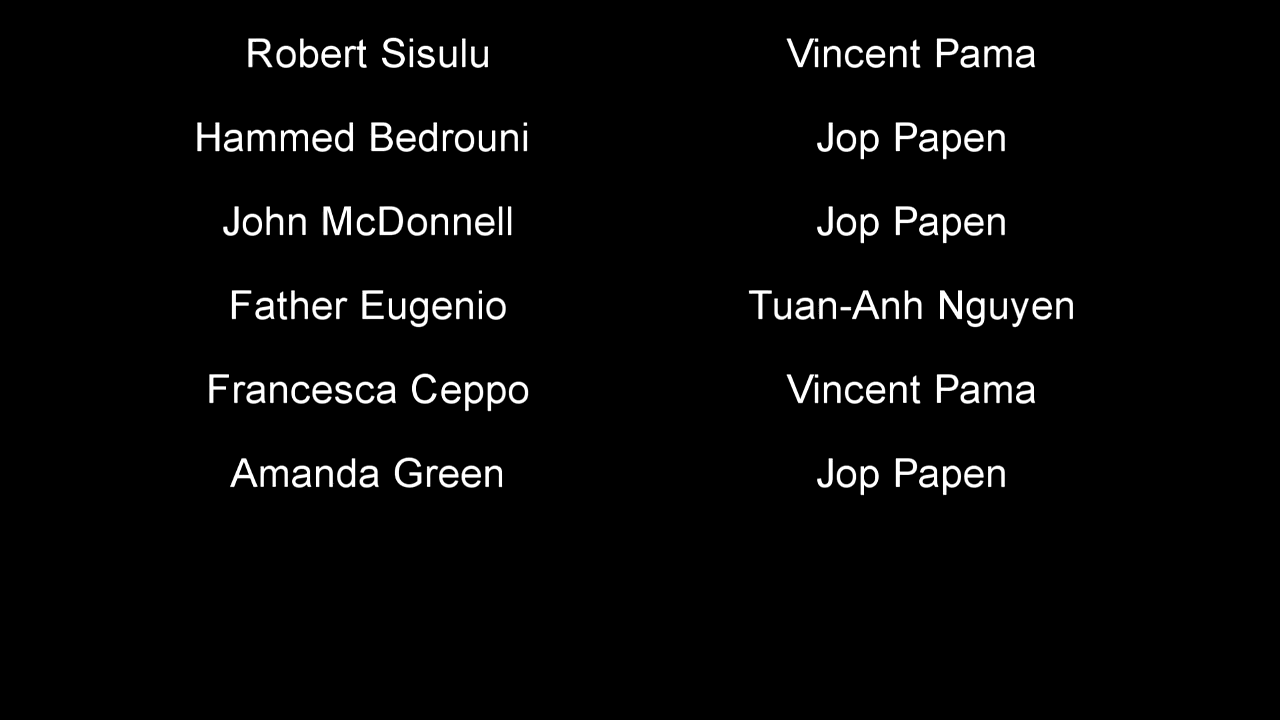 Robert Sisulu Vincent Pama
Hammed Bedrouni Jop Papen
John McDonnell Jop Papen
Father Eugenio Tuan-Anh Nguyen
Francesca Ceppo Vincent Pama
Amanda Green Jop Papen